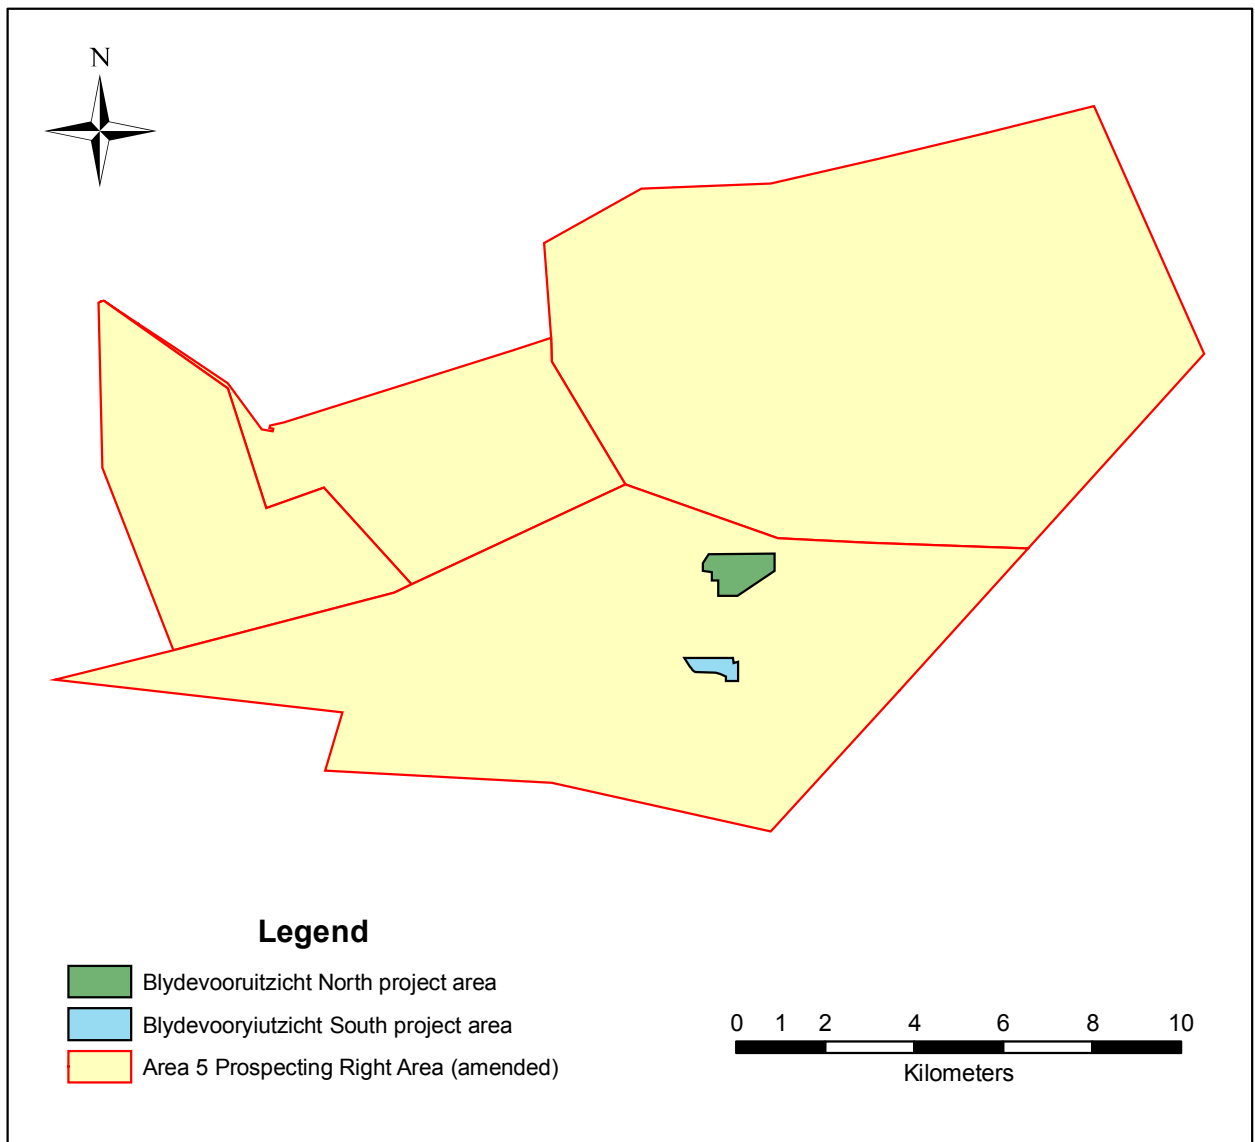 N
Legend
Blydevooruitzicht North project area
Blydevooryiutzicht South project area
Area 5 Prospecting Right Area (amended)
0 1 2 4 6 8 10
Kilometers